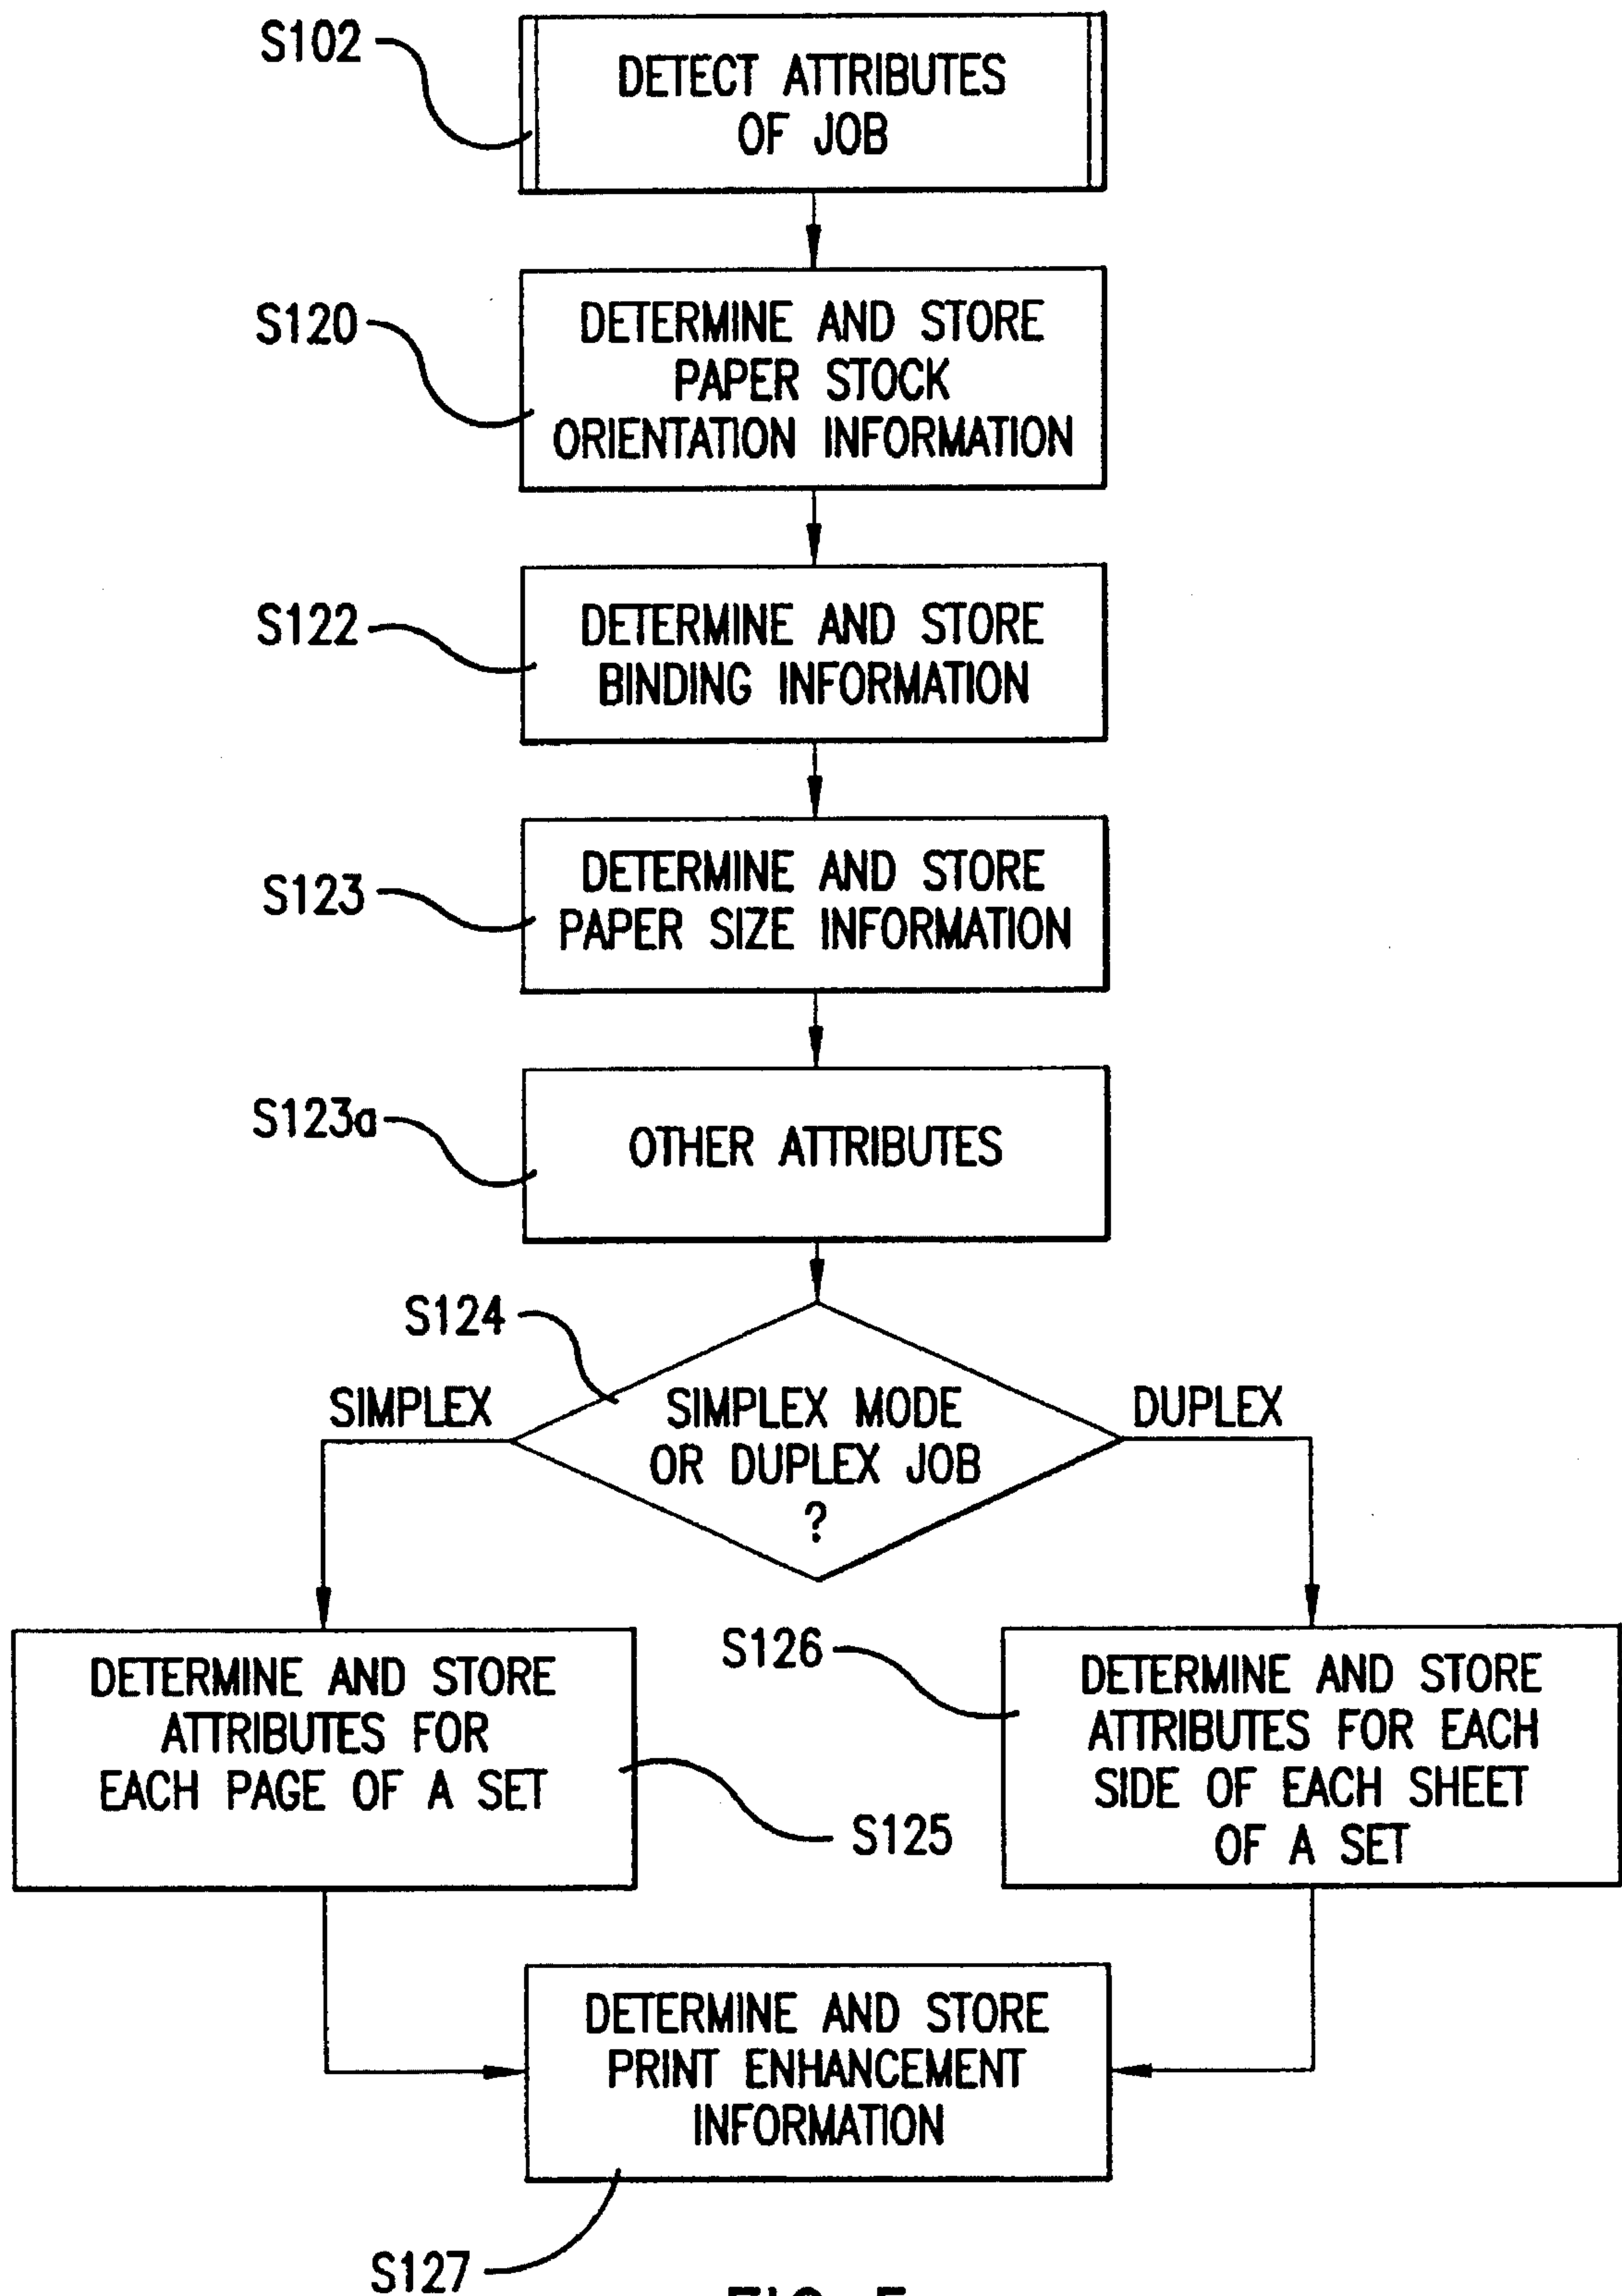 S102
DETECT ATTRIBUTES
OF JOB
S120
DETERMINE AND STORE
PAPER STOCK
ORIENTATION INFORMATION
S122
DETERMINE AND STORE
BINDING INFORMATION
S123
DETERMINE AND STORE
PAPER SIZE INFORMATION
S123a
OTHER ATTRIBUTES
S124
SIMPLEX
SIMPLEX MODE
OR DUPLEX JOB
?
DUPLEX
DETERMINE AND STORE
ATTRIBUTES FOR
EACH PAGE OF A SET
S125
S126
DETERMINE AND STORE
ATTRIBUTES FOR EACH
SIDE OF EACH SHEET
OF A SET
DETERMINE AND STORE
PRINT ENHANCEMENT
INFORMATION
S127